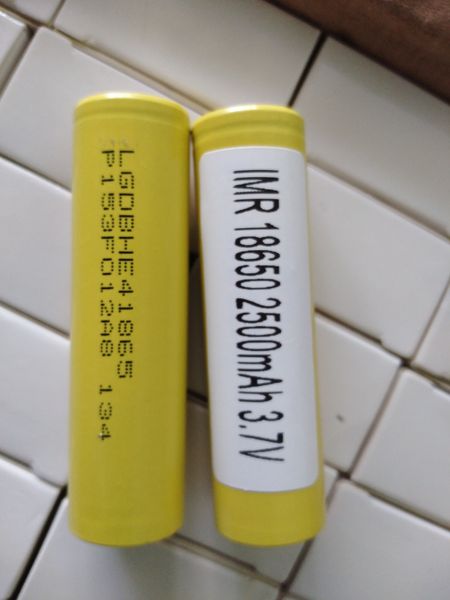 LGDBHE41865
P153F012A8 134
IMR 18650 2500mAh 3.7V